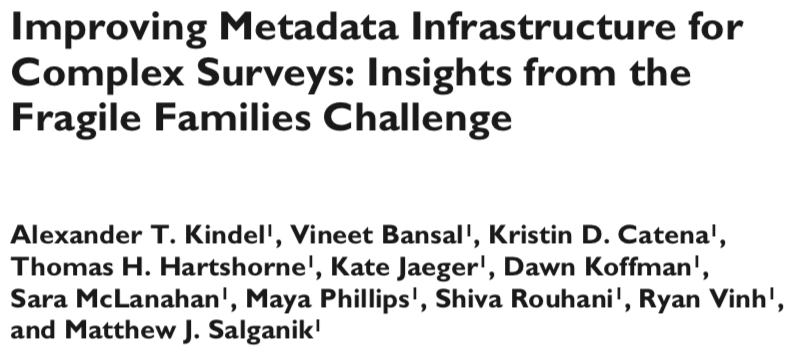 Improving Metadata Infrastructure for
Complex Surveys: Insights from the
Fragile Families Challenge
Alexander T. Kindel¹, Vineet Bansal¹, Kristin D. Catena¹,
Thomas H. Hartshorne¹, Kate Jaeger¹, Dawn Koffman¹,
Sara McLanahan¹, Maya Phillips¹, Shiva Rouhani¹, Ryan Vinh¹,
and Matthew J. Salganik¹